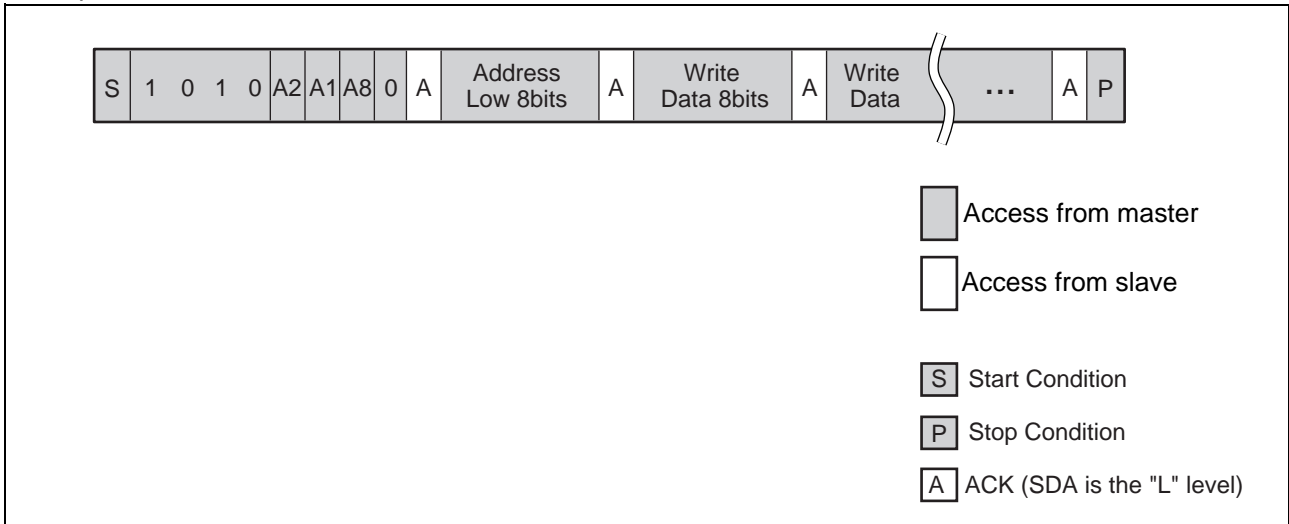 S 1 0 1 0 A2 A1 A8 0 A Address Low 8bits A Write Data 8bits A Write Data ... A P
Access from master
Access from slave
S Start Condition
P Stop Condition
A ACK (SDA is the "L" level)